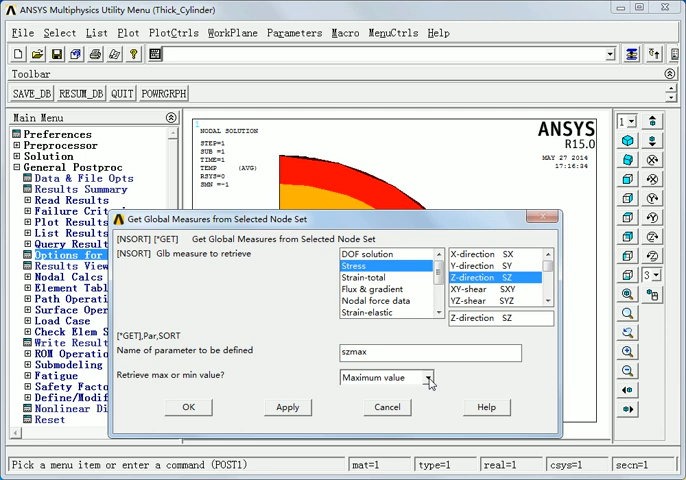 ANSYS Multiphysics Utility Menu (Thick_Cylinder)
File Select List Plot PlotCtrls WorkPlane Parameters Macro MenuCtrls Help
Toolbar
SAVE_DB RESUM_DB QUIT POWRGRPH
Main Menu
Preferences
Preprocessor
Solution
General Postproc
Data & File Opts
Results Summary
Read Results
Failure Crite
Plot Results
List Results
Query Result
Options for
Results View
Nodal Calcs
Element Tabl
Path Operati
Surface Oper
Load Case
Check Elem S
Write Result
ROM Operatio
Submodeling
Fatigue
Safety Facto
Define/Modif
Nonlinear Di
Reset
1
NODAL SOLUTION
STEP=1
SUB =1
TIME=1
TEMP (AVG)
RSYS=0
SMN =-1
ANSYS
R15.0
MAY 27 2014
17:16:34
1
3
Get Global Measures from Selected Node Set
[NSORT] [*GET] Get Global Measures from Selected Node Set
[NSORT] Glb measure to retrieve
DOF solution
Stress
Strain-total
Flux & gradient
Nodal force data
Strain-elastic
X-direction SX
Y-direction SY
Z-direction SZ
XY-shear SXY
YZ-shear SYZ
Z-direction SZ
[*GET],Par,SORT
Name of parameter to be defined szmax
Retrieve max or min value? Maximum value
OK Apply Cancel Help
Pick a menu item or enter a command (POST1) mat=1 type=1 real=1 csys=1 secn=1